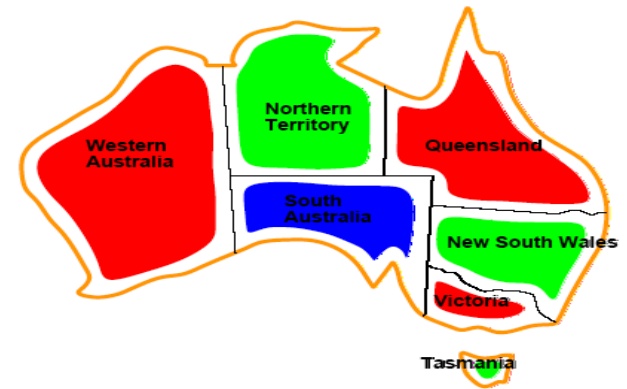 Northern
Territory
Western
Australia
Queensland
South
Australia
New South Wales
Victoria
Tasmania